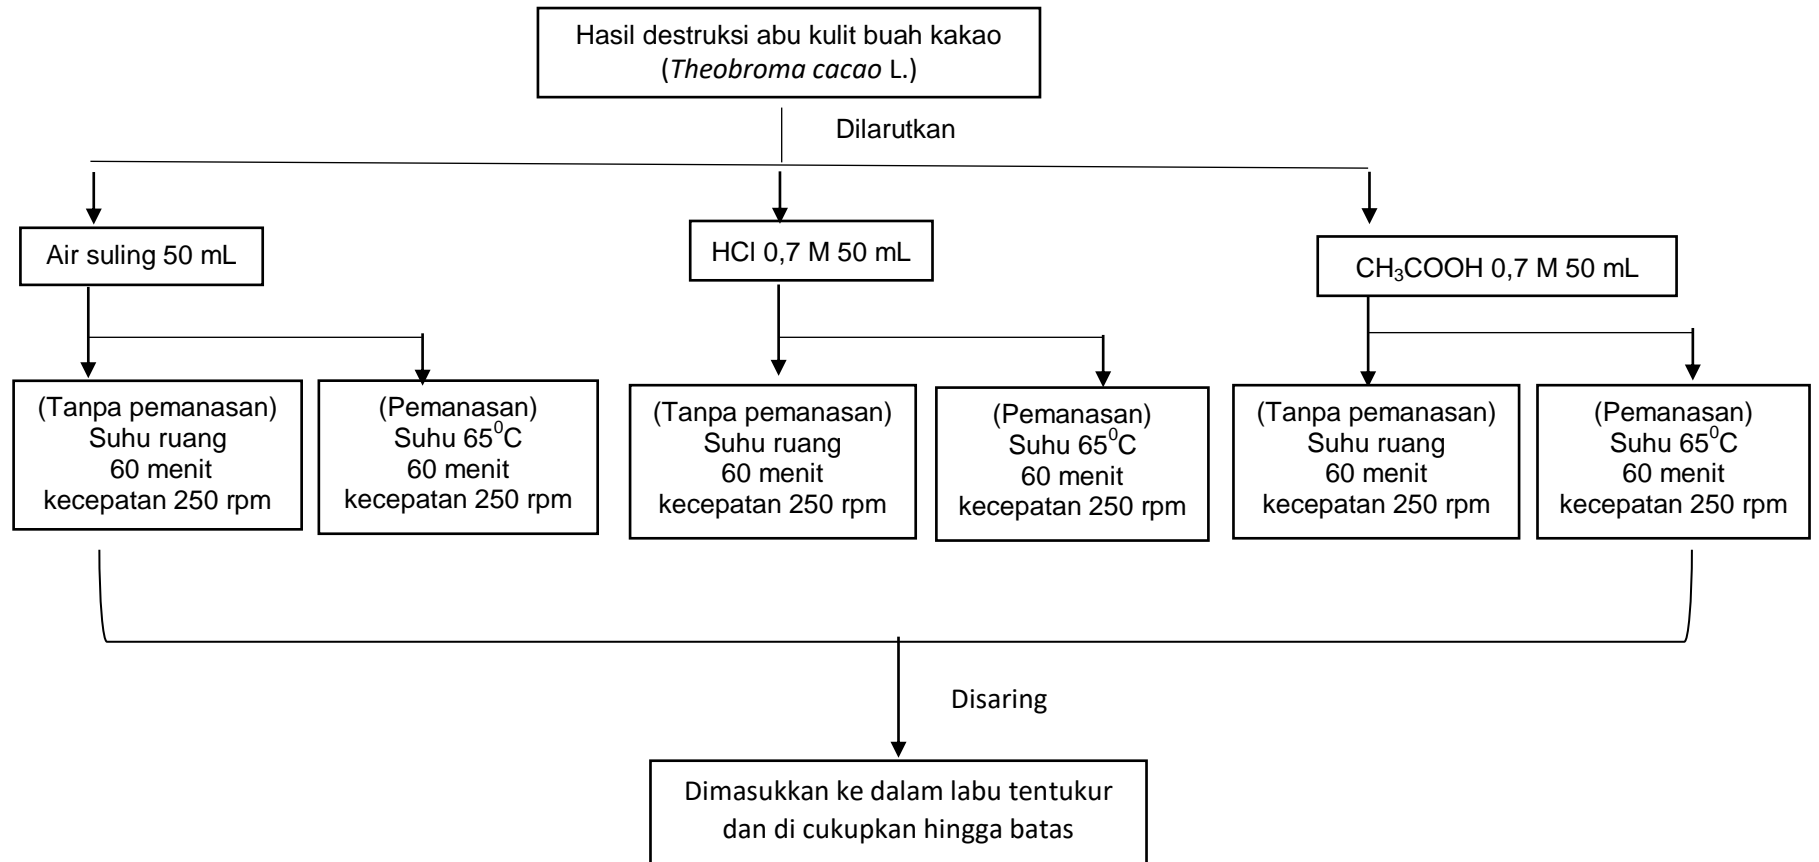 Hasil destruksi abu kulit buah kakao
(Theobroma cacao L.)
Dilarutkan
Air suling 50 mL
HCl 0,7 M 50 mL
CH₃COOH 0,7 M 50 mL
(Tanpa pemanasan)
Suhu ruang
60 menit
kecepatan 250 rpm
(Pemanasan)
Suhu 65⁰C
60 menit
kecepatan 250 rpm
(Tanpa pemanasan)
Suhu ruang
60 menit
kecepatan 250 rpm
(Pemanasan)
Suhu 65⁰C
60 menit
kecepatan 250 rpm
(Tanpa pemanasan)
Suhu ruang
60 menit
kecepatan 250 rpm
(Pemanasan)
Suhu 65⁰C
60 menit
kecepatan 250 rpm
Disaring
Dimasukkan ke dalam labu tentukur
dan di cukupkan hingga batas